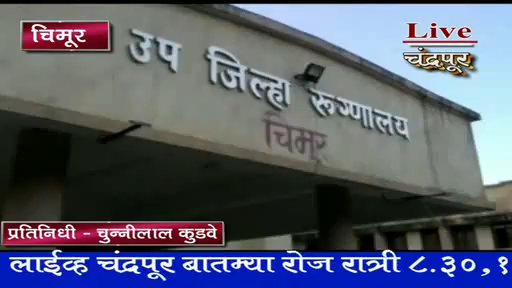 चिमूर
Live
चंद्रपूर
उप जिल्हा रुग्णालय
चिमूर
प्रतिनिधी - चुन्नीलाल कुडवे
लाईव्ह चंद्रपूर बातम्या रोज रात्री ८.३०,१